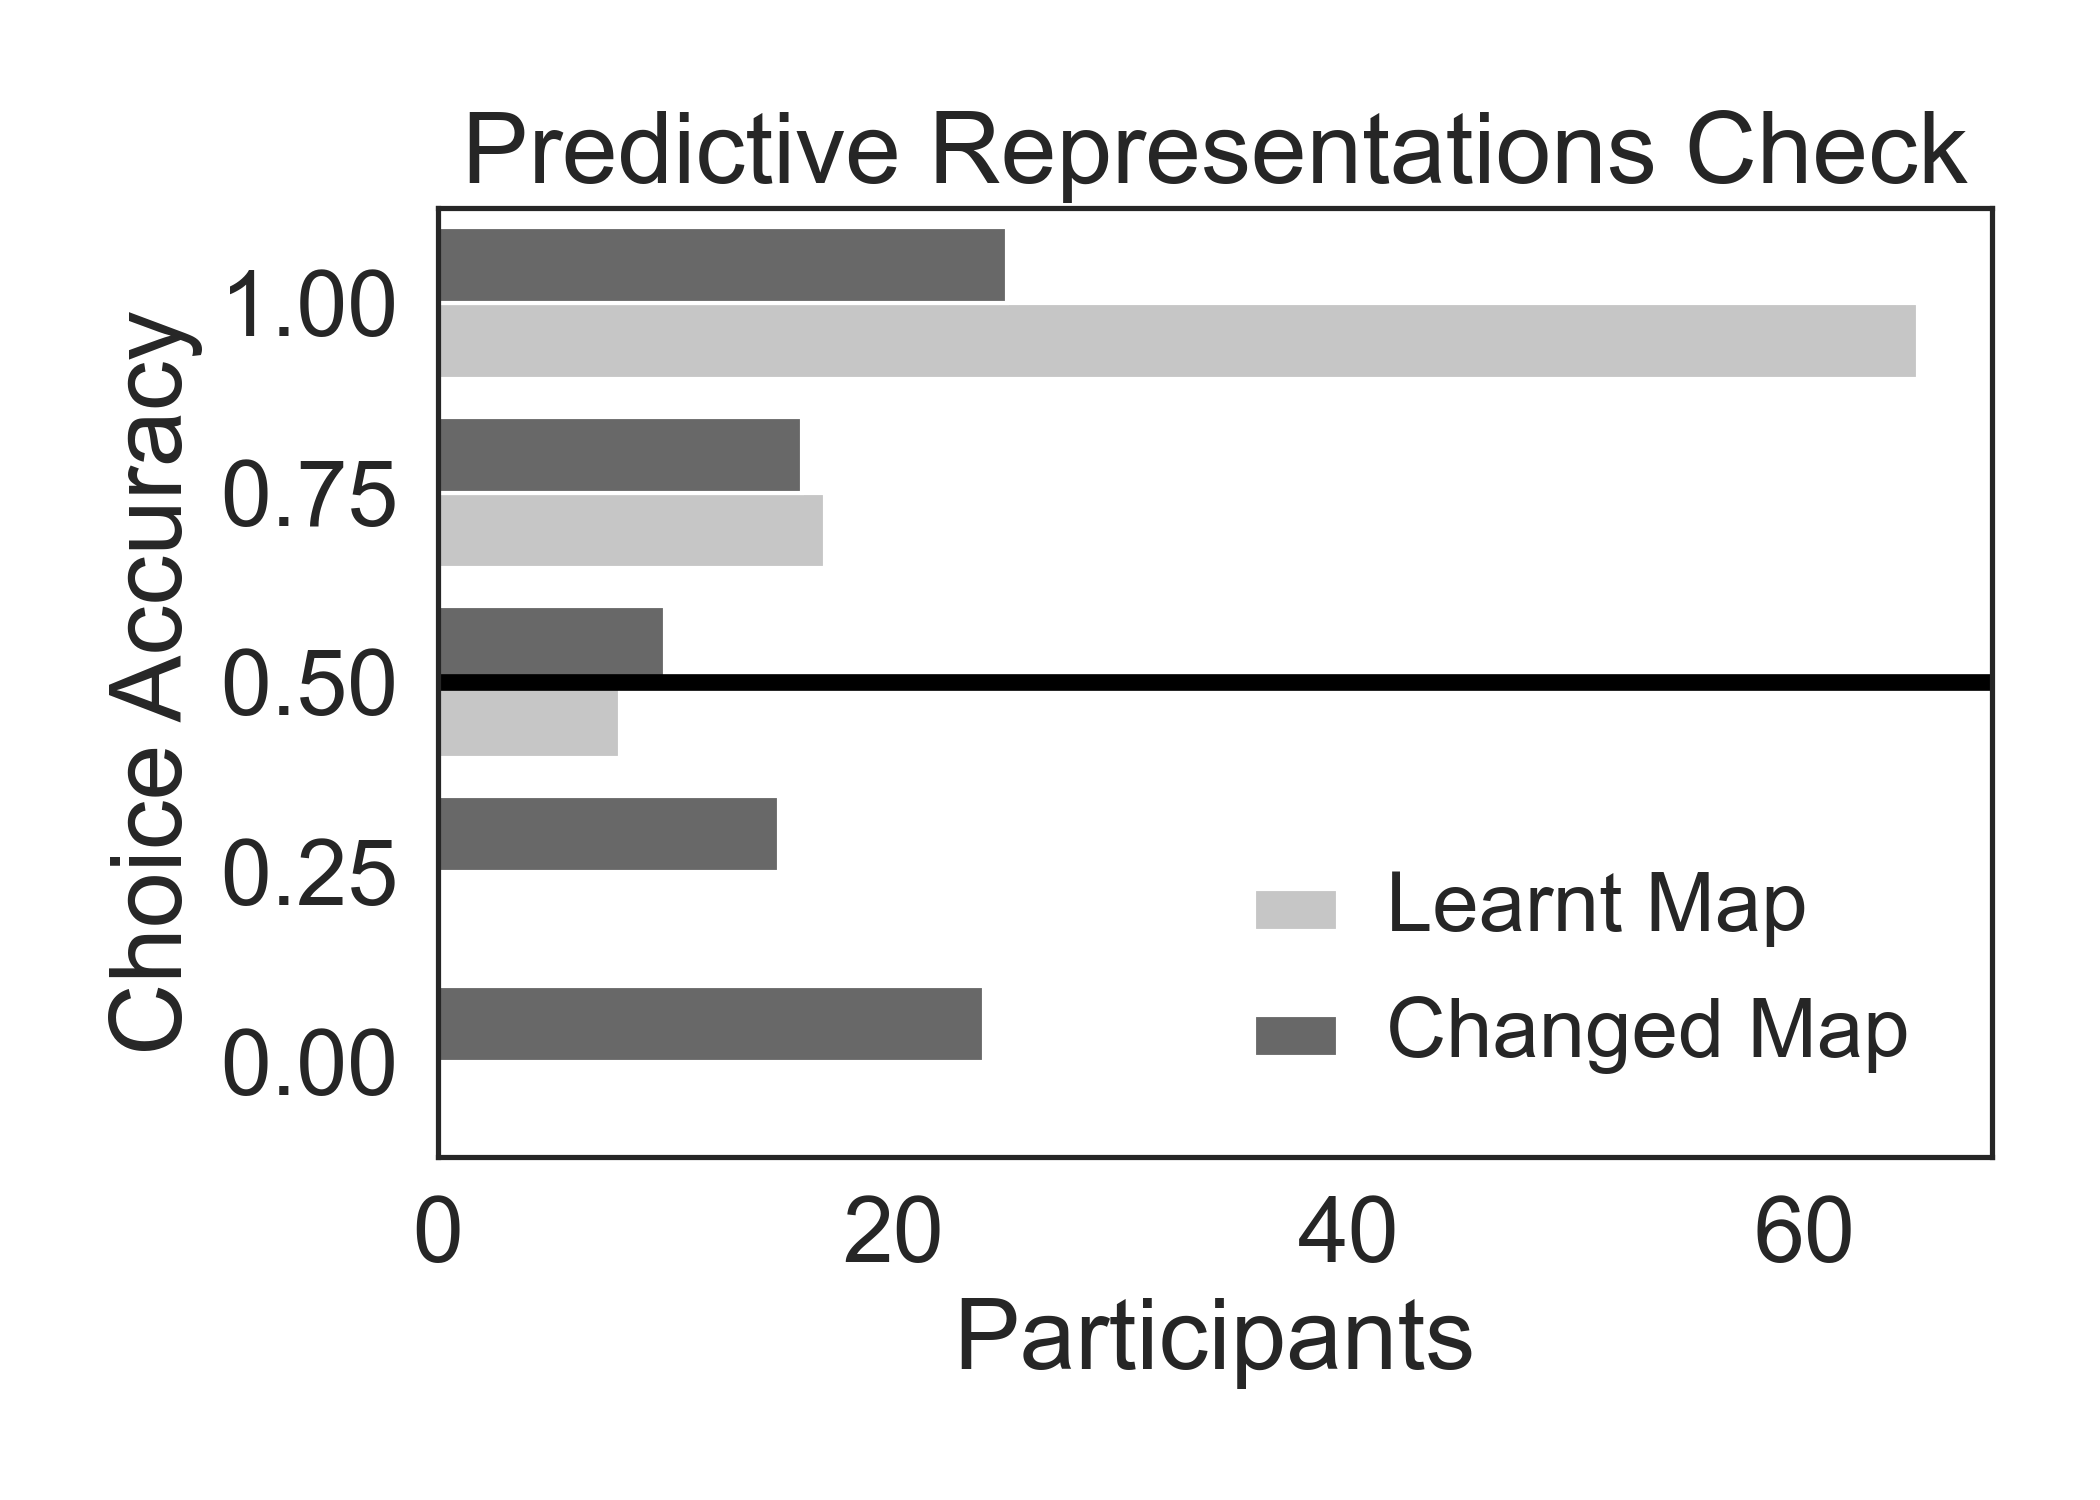 Predictive Representations Check
Choice Accuracy
1.00
0.75
0.50
0.25
0.00
Learnt Map
Changed Map
0 20 40 60
Participants